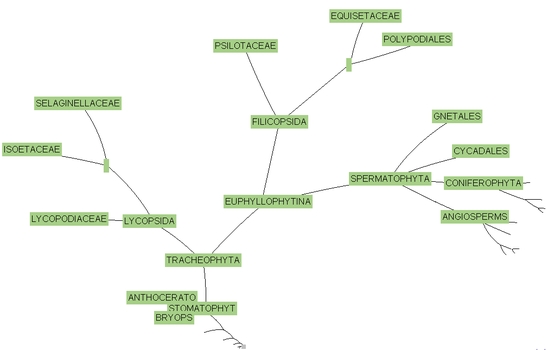 EQUISETACEAE
POLYPODIALES
PSILOTACEAE
SELAGINELLACEAE
FILICOPSIDA
GNETALES
ISOETACEAE
CYCADALES
SPERMATOPHYTA
CONIFEROPHYTA
EUPHYLLOPHYTINA
LYCOPODIACEAE
LYCOPSIDA
ANGIOSPERMS
TRACHEOPHYTA
ANTHOCERATO
STOMATOPHYT
BRYOPS